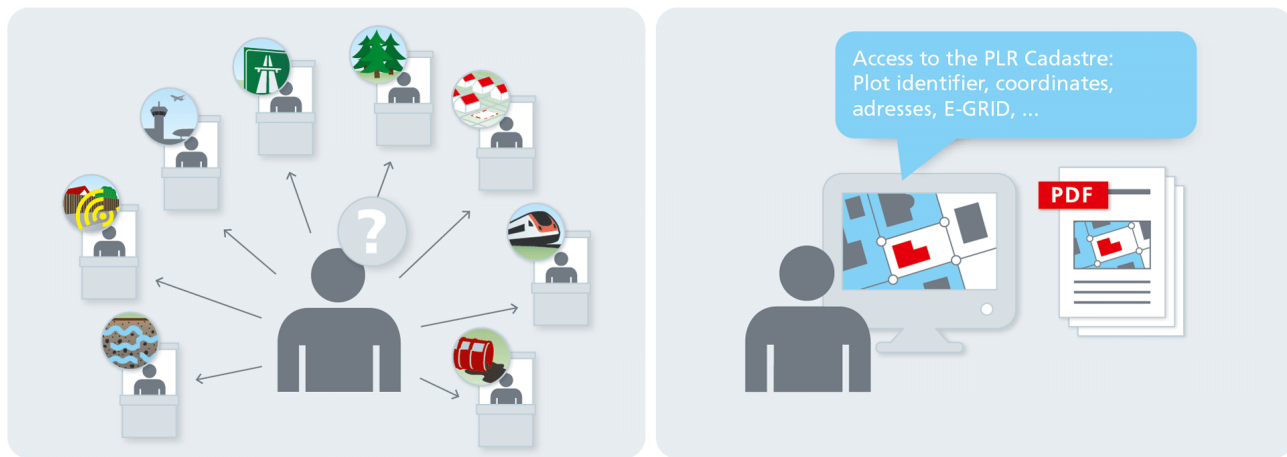 ?
Access to the PLR Cadastre:
Plot identifier, coordinates,
adresses, E-GRID, ...
PDF